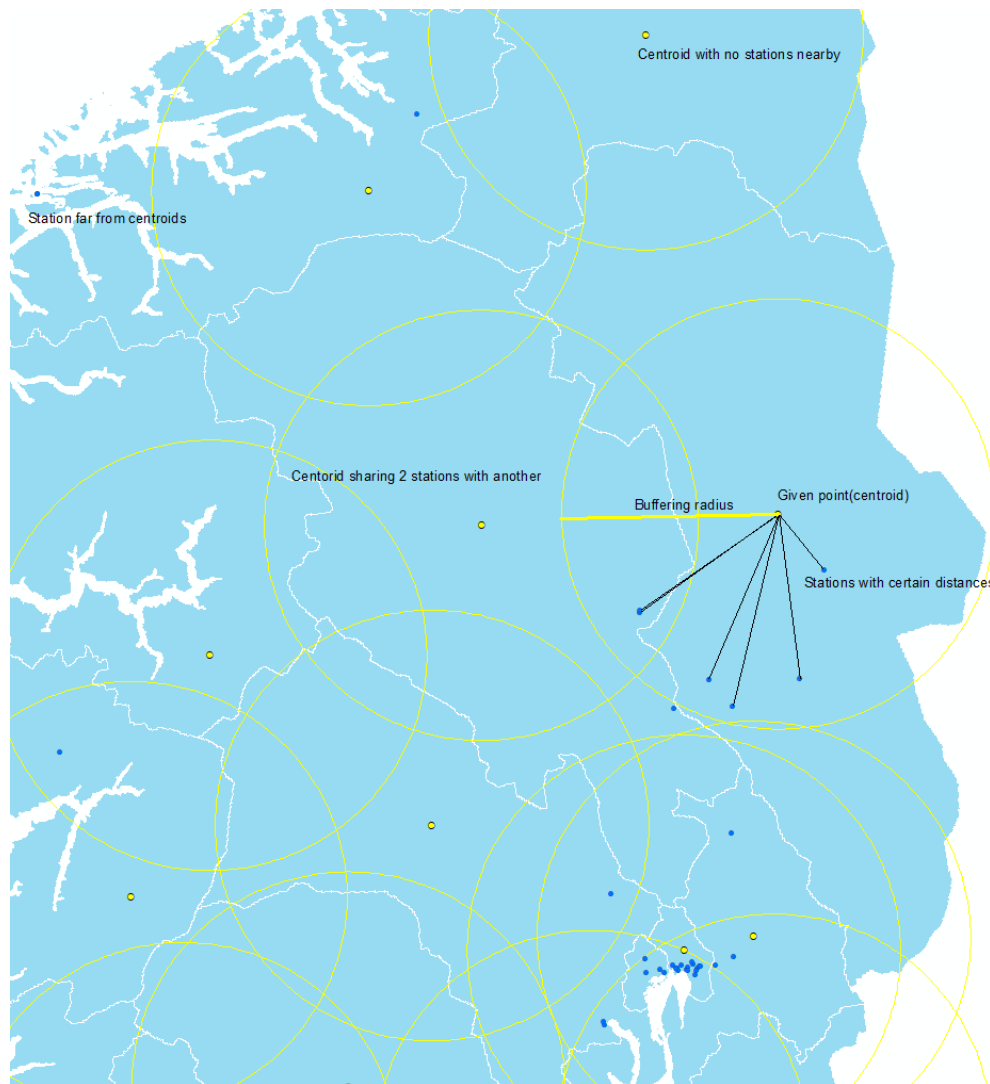 Centroid with no stations nearby
Station far from centroids
Centorid sharing 2 stations with another
Given point(centroid)
Buffering radius
Stations with certain distances